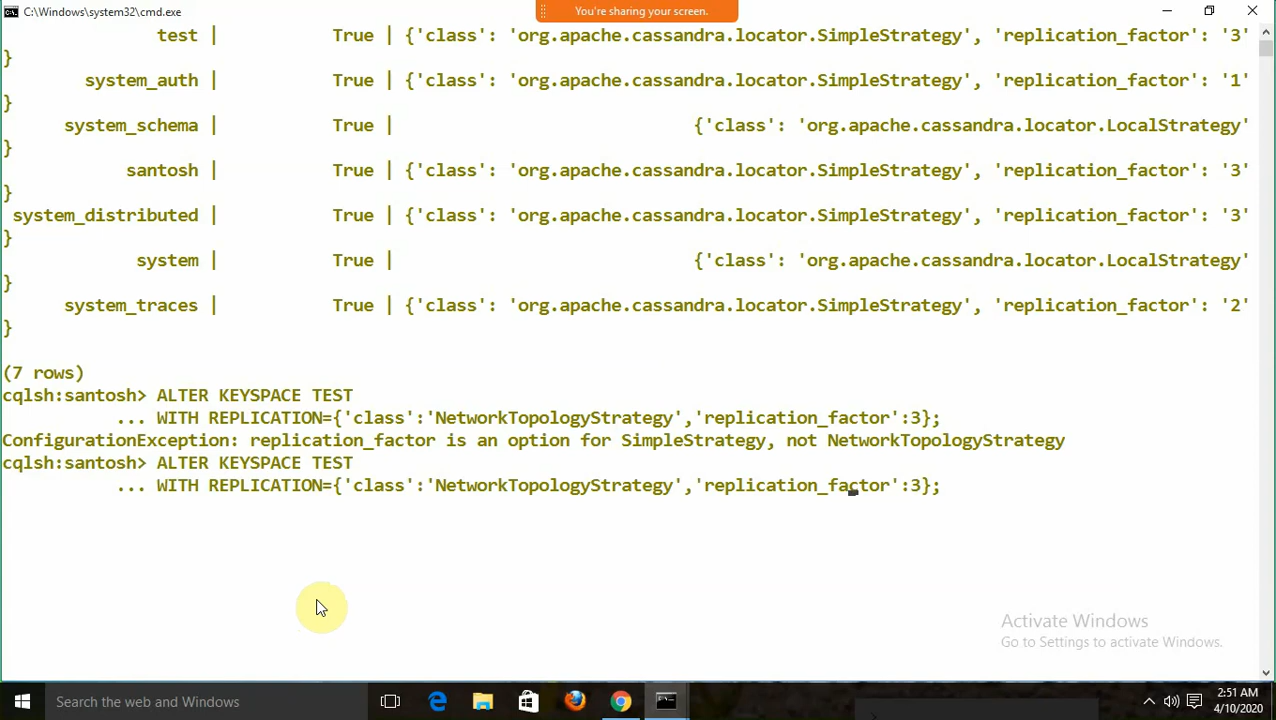 C:\Windows\system32\cmd.exe
You're sharing your screen.
test | True | {'class': 'org.apache.cassandra.locator.SimpleStrategy', 'replication_factor': '3'
}
system_auth | True | {'class': 'org.apache.cassandra.locator.SimpleStrategy', 'replication_factor': '1'
}
system_schema | True | {'class': 'org.apache.cassandra.locator.LocalStrategy'
}
santosh | True | {'class': 'org.apache.cassandra.locator.SimpleStrategy', 'replication_factor': '3'
}
system_distributed | True | {'class': 'org.apache.cassandra.locator.SimpleStrategy', 'replication_factor': '3'
}
system | True | {'class': 'org.apache.cassandra.locator.LocalStrategy'
}
system_traces | True | {'class': 'org.apache.cassandra.locator.SimpleStrategy', 'replication_factor': '2'
}
(7 rows)
cqlsh:santosh> ALTER KEYSPACE TEST
... WITH REPLICATION={'class':'NetworkTopologyStrategy','replication_factor':3};
ConfigurationException: replication_factor is an option for SimpleStrategy, not NetworkTopologyStrategy
cqlsh:santosh> ALTER KEYSPACE TEST
... WITH REPLICATION={'class':'NetworkTopologyStrategy','replication_factor':3};
Activate Windows
Go to Settings to activate Windows.
Search the web and Windows
2:51 AM
4/10/2020